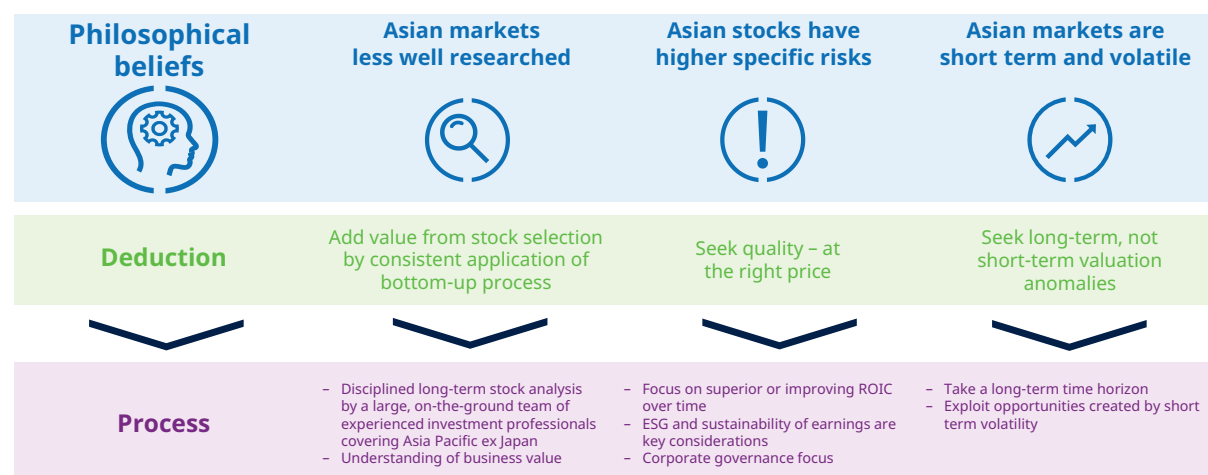 Philosophical
beliefs
Asian markets
less well researched
Asian stocks have
higher specific risks
Asian markets are
short term and volatile
Deduction
Add value from stock selection
by consistent application of
bottom-up process
Seek quality – at
the right price
Seek long-term, not
short-term valuation
anomalies
Process
– Disciplined long-term stock analysis
by a large, on-the-ground team of
experienced investment professionals
covering Asia Pacific ex Japan
– Understanding of business value
– Focus on superior or improving ROIC
over time
– ESG and sustainability of earnings are
key considerations
– Corporate governance focus
– Take a long-term time horizon
– Exploit opportunities created by short
term volatility